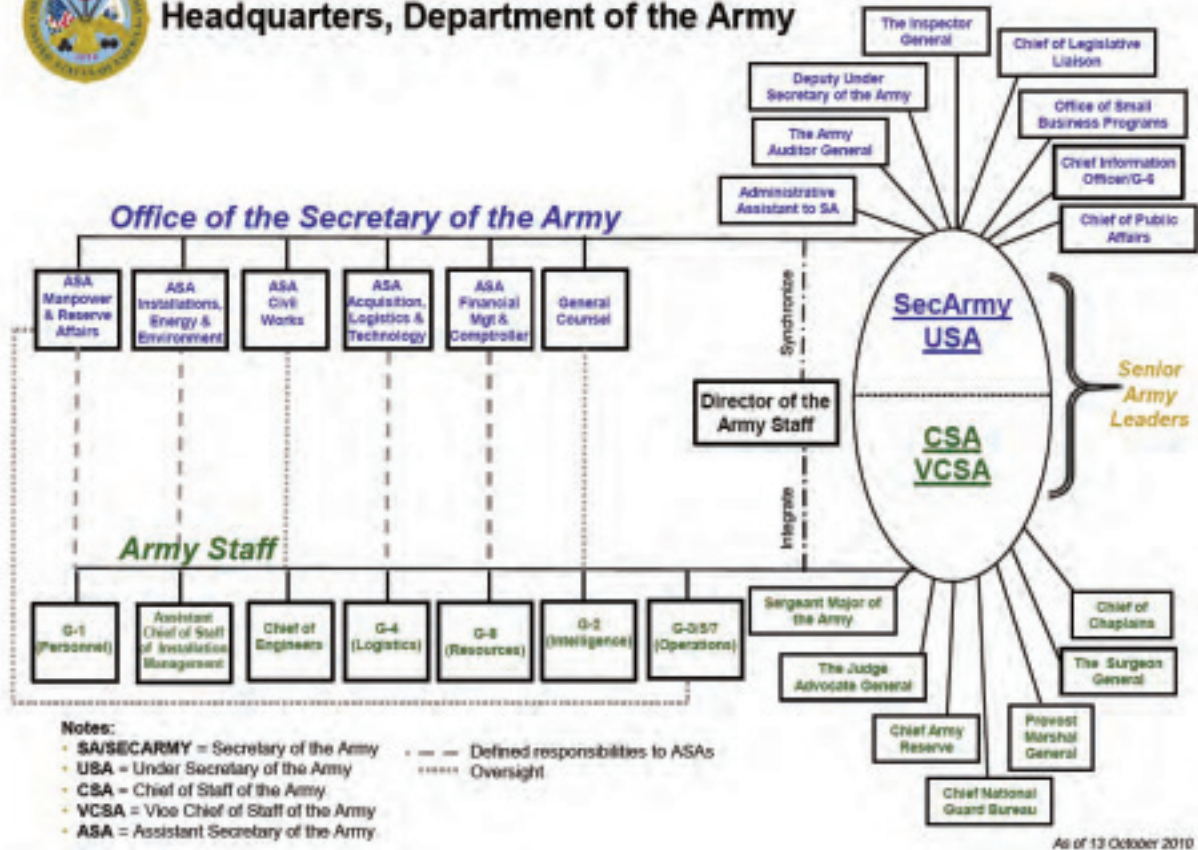 Headquarters, Department of the Army
The Inspector
General
Chief of Legislative
Liaison
Deputy Under
Secretary of the Army
Office of Small
Business Programs
The Army
Auditor General
Chief Information
Officer/G-6
Administrative
Assistant to SA
Chief of Public
Affairs
Office of the Secretary of the Army
ASA
Manpower
& Reserve
Affairs
ASA
Installations,
Energy &
Environment
ASA
Civil
Works
ASA
Acquisition,
Logistics &
Technology
ASA
Financial
Mgt &
Comptroller
General
Counsel
Synchronize
SecArmy
USA
Senior
Army
Leaders
Director of the
Army Staff
CSA
VCSA
Integrate
Army Staff
G-1
(Personnel)
Assistant
Chief of Staff
of Installation
Management
Chief of
Engineers
G-4
(Logistics)
G-8
(Resources)
G-2
(Intelligence)
G-3/5/7
(Operations)
Sergeant Major of
the Army
Chief of
Chaplains
The Judge
Advocate General
The Surgeon
General
Chief Army
Reserve
Provost
Marshal
General
Chief National
Guard Bureau
Notes:
• SA/SECARMY = Secretary of the Army
• USA = Under Secretary of the Army
• CSA = Chief of Staff of the Army
• VCSA = Vice Chief of Staff of the Army
• ASA = Assistant Secretary of the Army
Defined responsibilities to ASAs
Oversight
As of 13 October 2010